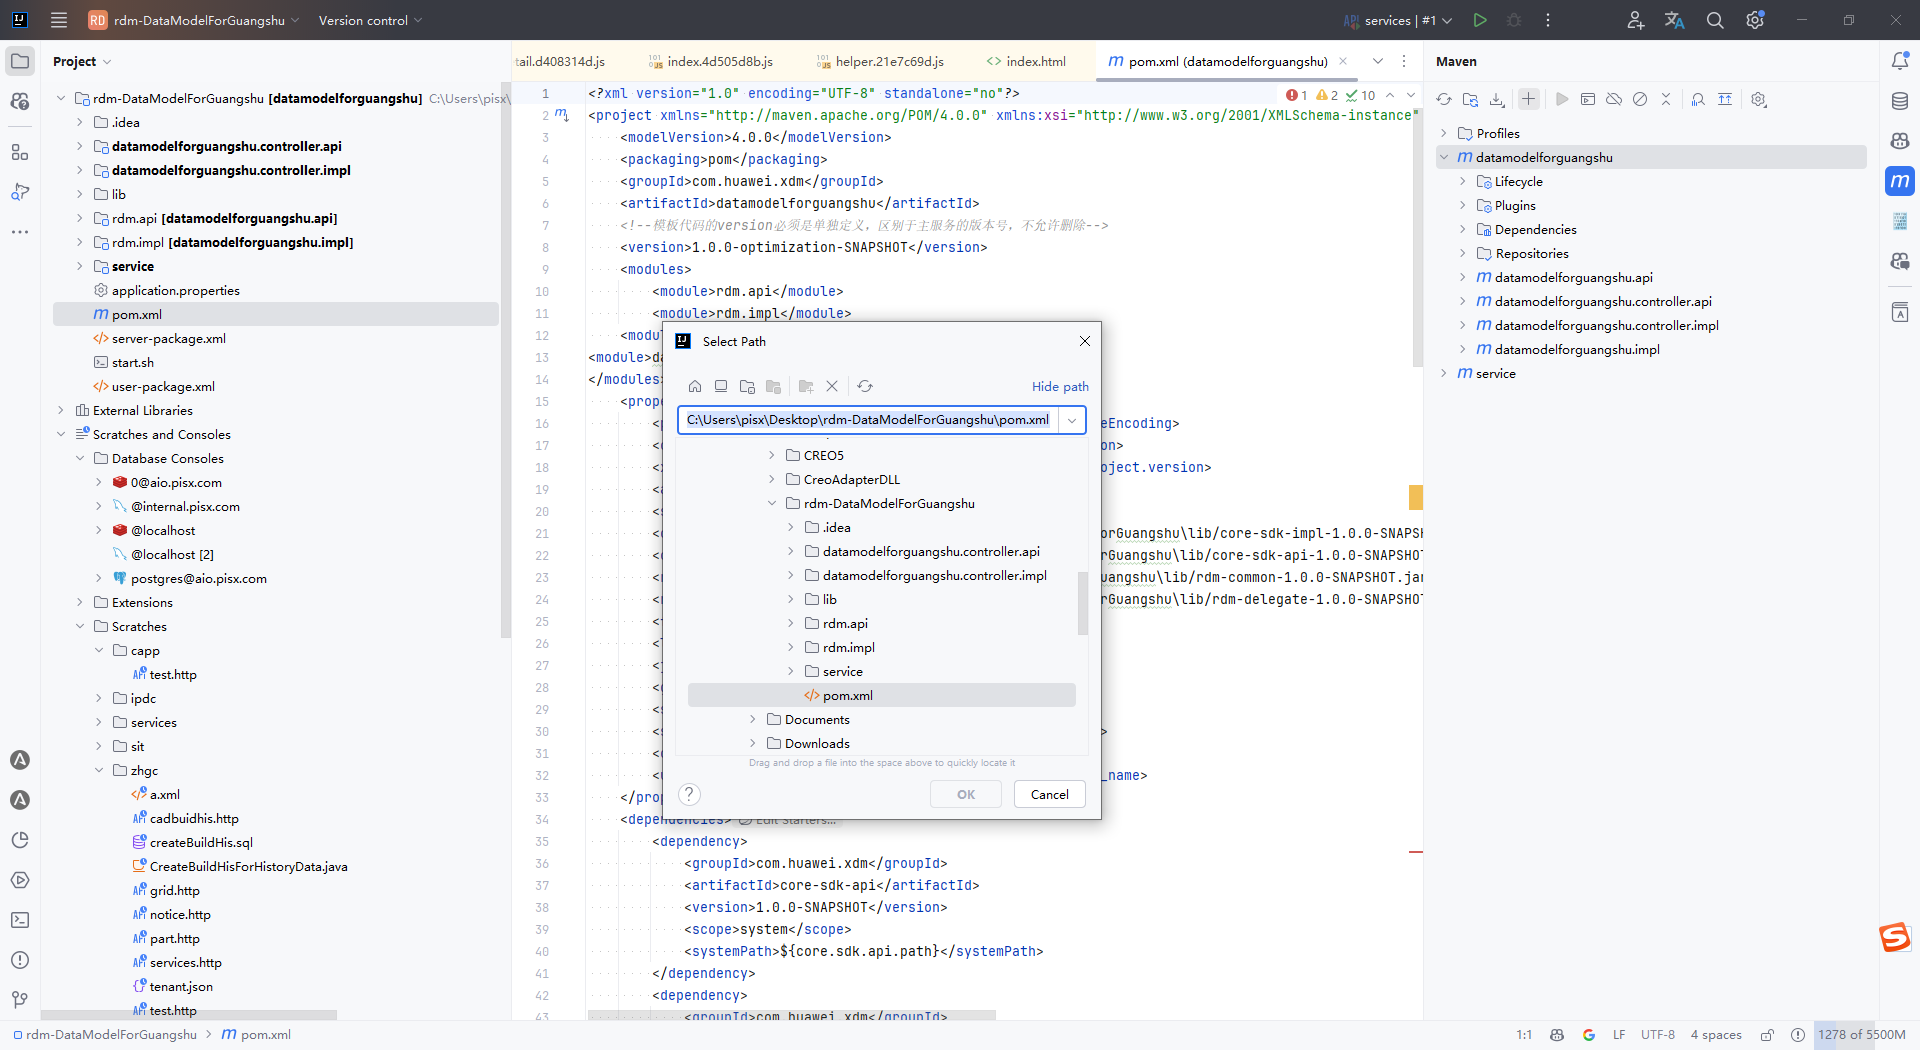 RD rdm-DataModelForGuangshu Version control services | #1
Project
tail.d408314d.js index.4d505d8b.js helper.21e7c69d.js index.html pom.xml (datamodelforguangshu)
Maven
rdm-DataModelForGuangshu [datamodelforguangshu] C:\Users\pisx\
.idea
datamodelforguangshu.controller.api
datamodelforguangshu.controller.impl
lib
rdm.api [datamodelforguangshu.api]
rdm.impl [datamodelforguangshu.impl]
service
application.properties
pom.xml
server-package.xml
start.sh
user-package.xml
External Libraries
Scratches and Consoles
Database Consoles
0@aio.pisx.com
@internal.pisx.com
@localhost
@localhost [2]
postgres@aio.pisx.com
Extensions
Scratches
capp
test.http
ipdc
services
sit
zhgc
a.xml
cadbuidhis.http
createBuildHis.sql
CreateBuildHisForHistoryData.java
grid.http
notice.http
part.http
services.http
tenant.json
test.http
1 <?xml version="1.0" encoding="UTF-8" standalone="no"?>
1 2 10
2 <project xmlns="http://maven.apache.org/POM/4.0.0" xmlns:xsi="http://www.w3.org/2001/XMLSchema-instance"
3 <modelVersion>4.0.0</modelVersion>
4 <packaging>pom</packaging>
5 <groupId>com.huawei.xdm</groupId>
6 <artifactId>datamodelforguangshu</artifactId>
7 <!--模板代码的version必须是单独定义，区别于主服务的版本号，不允许删除-->
8 <version>1.0.0-optimization-SNAPSHOT</version>
9 <modules>
10 <module>rdm.api</module>
11 <module>rdm.impl</module>
12 <modu
13 <module>da
14 </modules>
15 <prope
16 <p eEncoding>
17 <c on>
18 <x oject.version>
19 <a
20 <s
21 <c orGuangshu\lib/core-sdk-impl-1.0.0-SNAPSH
22 <c rGuangshu\lib/core-sdk-api-1.0.0-SNAPSHOT
23 <r uangshu\lib/rdm-common-1.0.0-SNAPSHOT.jar
24 <r rGuangshu\lib/rdm-delegate-1.0.0-SNAPSHOT
25
26
27
28
29
30 >
31
32 _name>
33 </prop
34 <dependencies> Edit Starters...
35 <dependency>
36 <groupId>com.huawei.xdm</groupId>
37 <artifactId>core-sdk-api</artifactId>
38 <version>1.0.0-SNAPSHOT</version>
39 <scope>system</scope>
40 <systemPath>${core.sdk.api.path}</systemPath>
41 </dependency>
42 <dependency>
43 <groupId>com.huawei.xdm</groupId>
Select Path
Hide path
C:\Users\pisx\Desktop\rdm-DataModelForGuangshu\pom.xml
CREO5
CreoAdapterDLL
rdm-DataModelForGuangshu
.idea
datamodelforguangshu.controller.api
datamodelforguangshu.controller.impl
lib
rdm.api
rdm.impl
service
pom.xml
Documents
Downloads
Drag and drop a file into the space above to quickly locate it
? OK Cancel
Profiles
datamodelforguangshu
Lifecycle
Plugins
Dependencies
Repositories
datamodelforguangshu.api
datamodelforguangshu.controller.api
datamodelforguangshu.controller.impl
datamodelforguangshu.impl
service
rdm-DataModelForGuangshu > pom.xml
1:1 LF UTF-8 4 spaces 1278 of 5500M